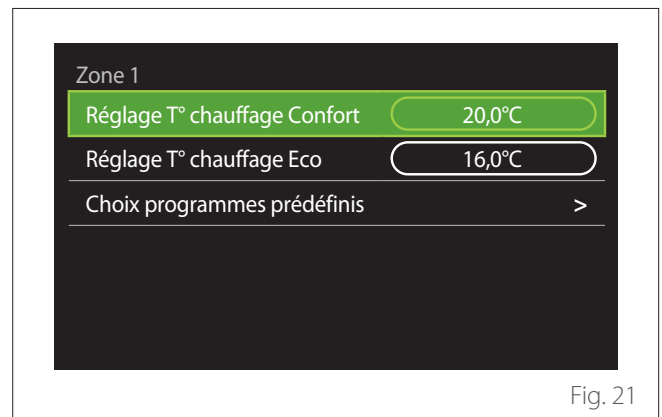 Zone 1
Réglage T° chauffage Confort 20,0°C
Réglage T° chauffage Eco 16,0°C
Choix programmes prédéfinis >
Fig. 21